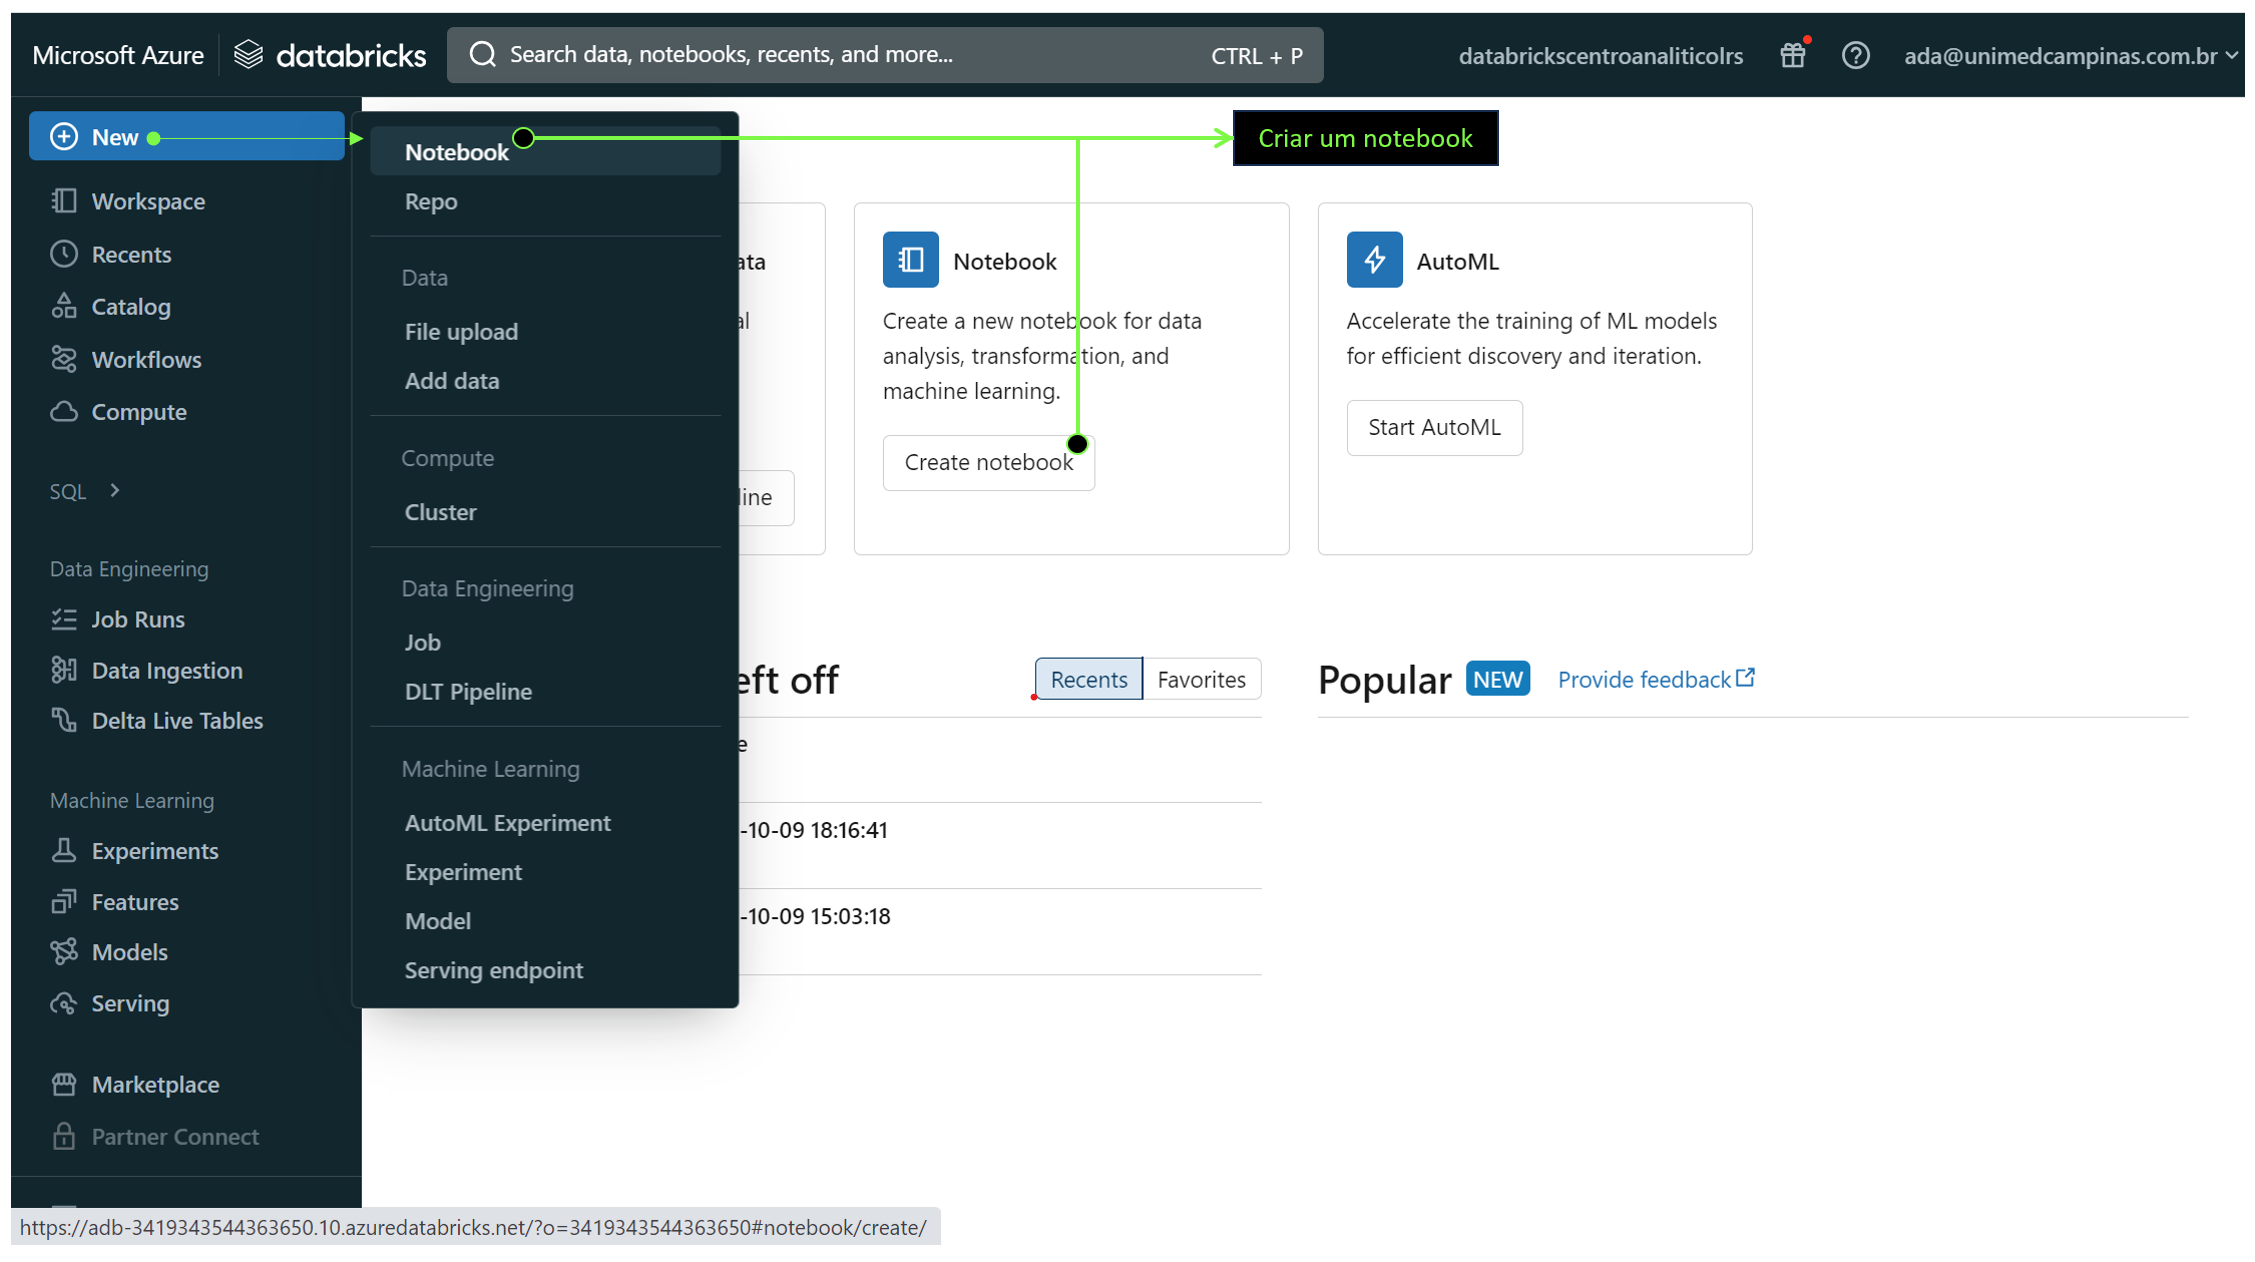 Microsoft Azure
databricks
Search data, notebooks, recents, and more...
CTRL + P
databrickscentroanaliticolrs
ada@unimedcampinas.com.br
New
Workspace
Recents
Catalog
Workflows
Compute
SQL
Data Engineering
Job Runs
Data Ingestion
Delta Live Tables
Machine Learning
Experiments
Features
Models
Serving
Marketplace
Partner Connect
Notebook
Repo
Data
File upload
Add data
Compute
Cluster
Data Engineering
Job
DLT Pipeline
Machine Learning
AutoML Experiment
Experiment
Model
Serving endpoint
Criar um notebook
ata
al
line
Notebook
Create a new notebook for data
analysis, transformation, and
machine learning.
Create notebook
AutoML
Accelerate the training of ML models
for efficient discovery and iteration.
Start AutoML
eft off
Recents
Favorites
e
-10-09 18:16:41
-10-09 15:03:18
Popular
NEW
Provide feedback
https://adb-3419343544363650.10.azuredatabricks.net/?o=3419343544363650#notebook/create/